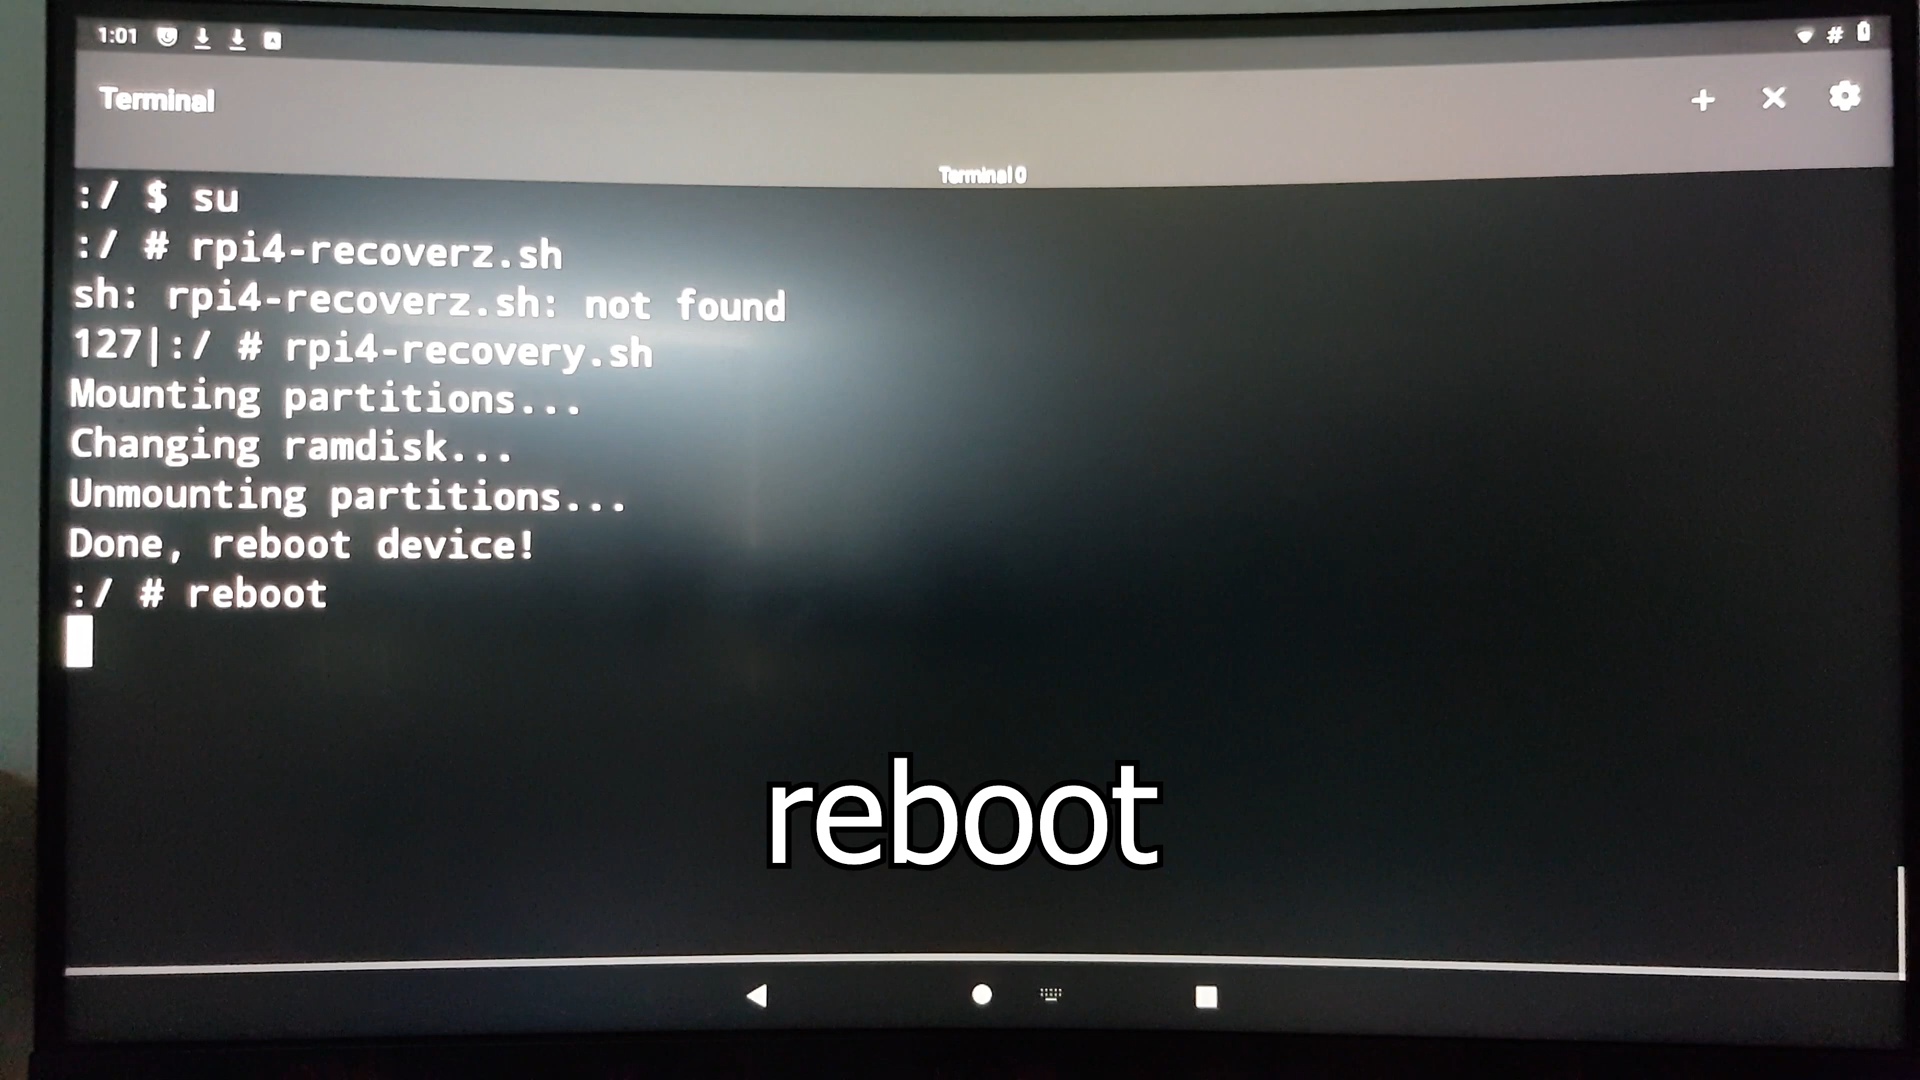 1:01
#
Terminal
Terminal 0
:/ $ su
:/ # rpi4-recoverz.sh
sh: rpi4-recoverz.sh: not found
127|:/ # rpi4-recovery.sh
Mounting partitions...
Changing ramdisk...
Unmounting partitions...
Done, reboot device!
:/ # reboot
reboot